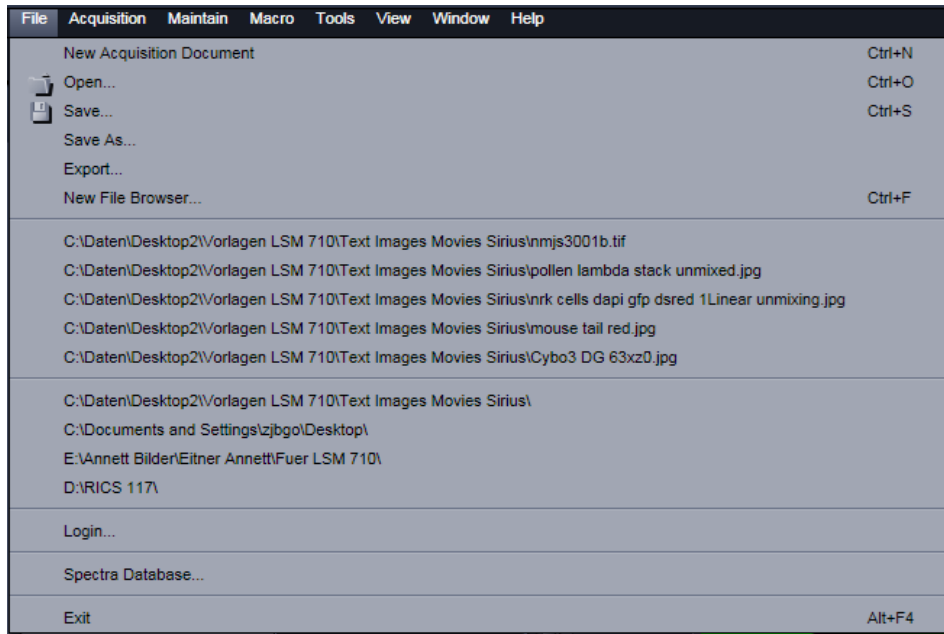 File Acquisition Maintain Macro Tools View Window Help
New Acquisition Document Ctrl+N
Open... Ctrl+O
Save... Ctrl+S
Save As...
Export...
New File Browser... Ctrl+F
C:\Daten\Desktop2\Vorlagen LSM 710\Text Images Movies Sirius\nmjs3001b.tif
C:\Daten\Desktop2\Vorlagen LSM 710\Text Images Movies Sirius\pollen lambda stack unmixed.jpg
C:\Daten\Desktop2\Vorlagen LSM 710\Text Images Movies Sirius\nrk cells dapi gfp dsred 1Linear unmixing.jpg
C:\Daten\Desktop2\Vorlagen LSM 710\Text Images Movies Sirius\mouse tail red.jpg
C:\Daten\Desktop2\Vorlagen LSM 710\Text Images Movies Sirius\Cybo3 DG 63xz0.jpg
C:\Daten\Desktop2\Vorlagen LSM 710\Text Images Movies Sirius\
C:\Documents and Settings\zjbgo\Desktop\
E:\Annett Bilder\Eitner Annett\Fuer LSM 710\
D:\RICS 117\
Login...
Spectra Database...
Exit Alt+F4